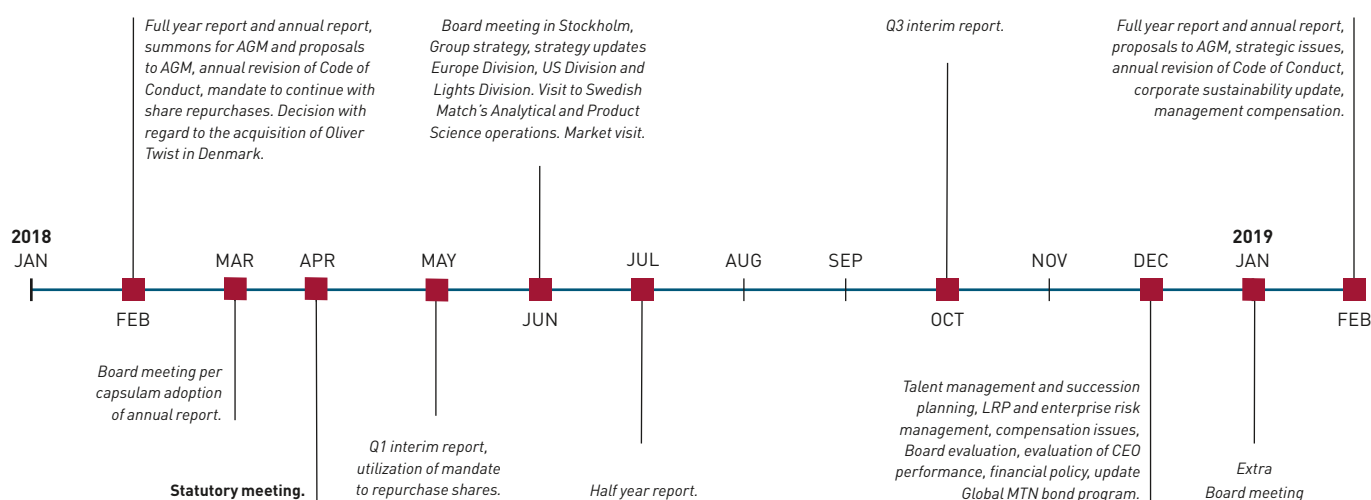 Full year report and annual report,
summons for AGM and proposals
to AGM, annual revision of Code of
Conduct, mandate to continue with
share repurchases. Decision with
regard to the acquisition of Oliver
Twist in Denmark.
Board meeting in Stockholm,
Group strategy, strategy updates
Europe Division, US Division and
Lights Division. Visit to Swedish
Match's Analytical and Product
Science operations. Market visit.
Q3 interim report.
Full year report and annual report,
proposals to AGM, strategic issues,
annual revision of Code of Conduct,
corporate sustainability update,
management compensation.
2018
JAN
MAR
APR
MAY
JUL
AUG
SEP
NOV
DEC
2019
JAN
FEB
JUN
OCT
FEB
Board meeting per
capsulam adoption
of annual report.
Statutory meeting.
Q1 interim report,
utilization of mandate
to repurchase shares.
Half year report.
Talent management and succession
planning, LRP and enterprise risk
management, compensation issues,
Board evaluation, evaluation of CEO
performance, financial policy, update
Global MTN bond program.
Extra
Board meeting